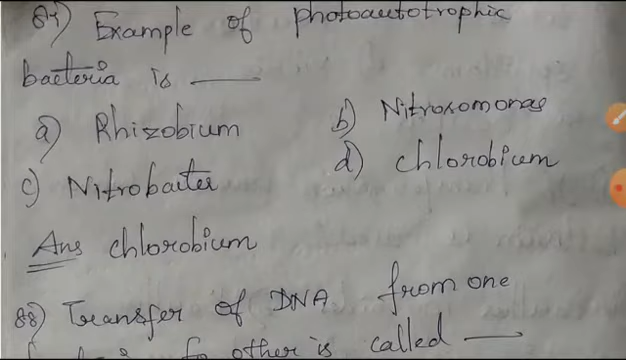 Example of photoautotrophic
bacteria is —
a) Rhizobium
b) Nitrosomonas
c) Nitrobacter
d) chlorobium
Ans chlorobium
88) Transfer of DNA from one
to other is called —